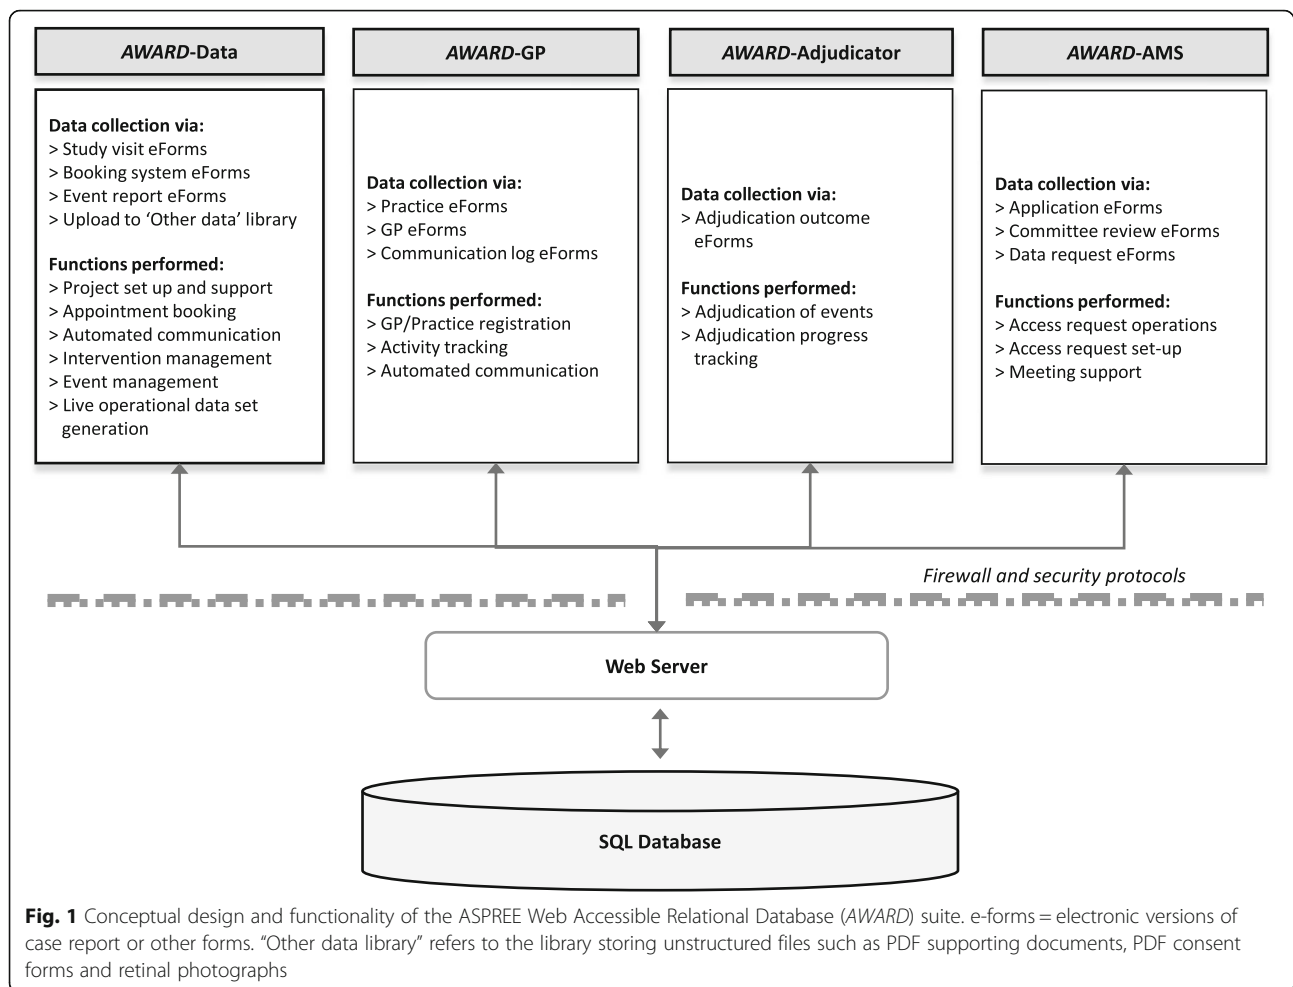 AWARD-Data
Data collection via:
> Study visit eForms
> Booking system eForms
> Event report eForms
> Upload to ‘Other data’ library
Functions performed:
> Project set up and support
> Appointment booking
> Automated communication
> Intervention management
> Event management
> Live operational data set
generation
AWARD-GP
Data collection via:
> Practice eForms
> GP eForms
> Communication log eForms
Functions performed:
> GP/Practice registration
> Activity tracking
> Automated communication
AWARD-Adjudicator
Data collection via:
> Adjudication outcome
eForms
Functions performed:
> Adjudication of events
> Adjudication progress
tracking
AWARD-AMS
Data collection via:
> Application eForms
> Committee review eForms
> Data request eForms
Functions performed:
> Access request operations
> Access request set-up
> Meeting support
Firewall and security protocols
Web Server
SQL Database
Fig. 1 Conceptual design and functionality of the ASPREE Web Accessible Relational Database (AWARD) suite. e-forms = electronic versions of
case report or other forms. “Other data library” refers to the library storing unstructured files such as PDF supporting documents, PDF consent
forms and retinal photographs